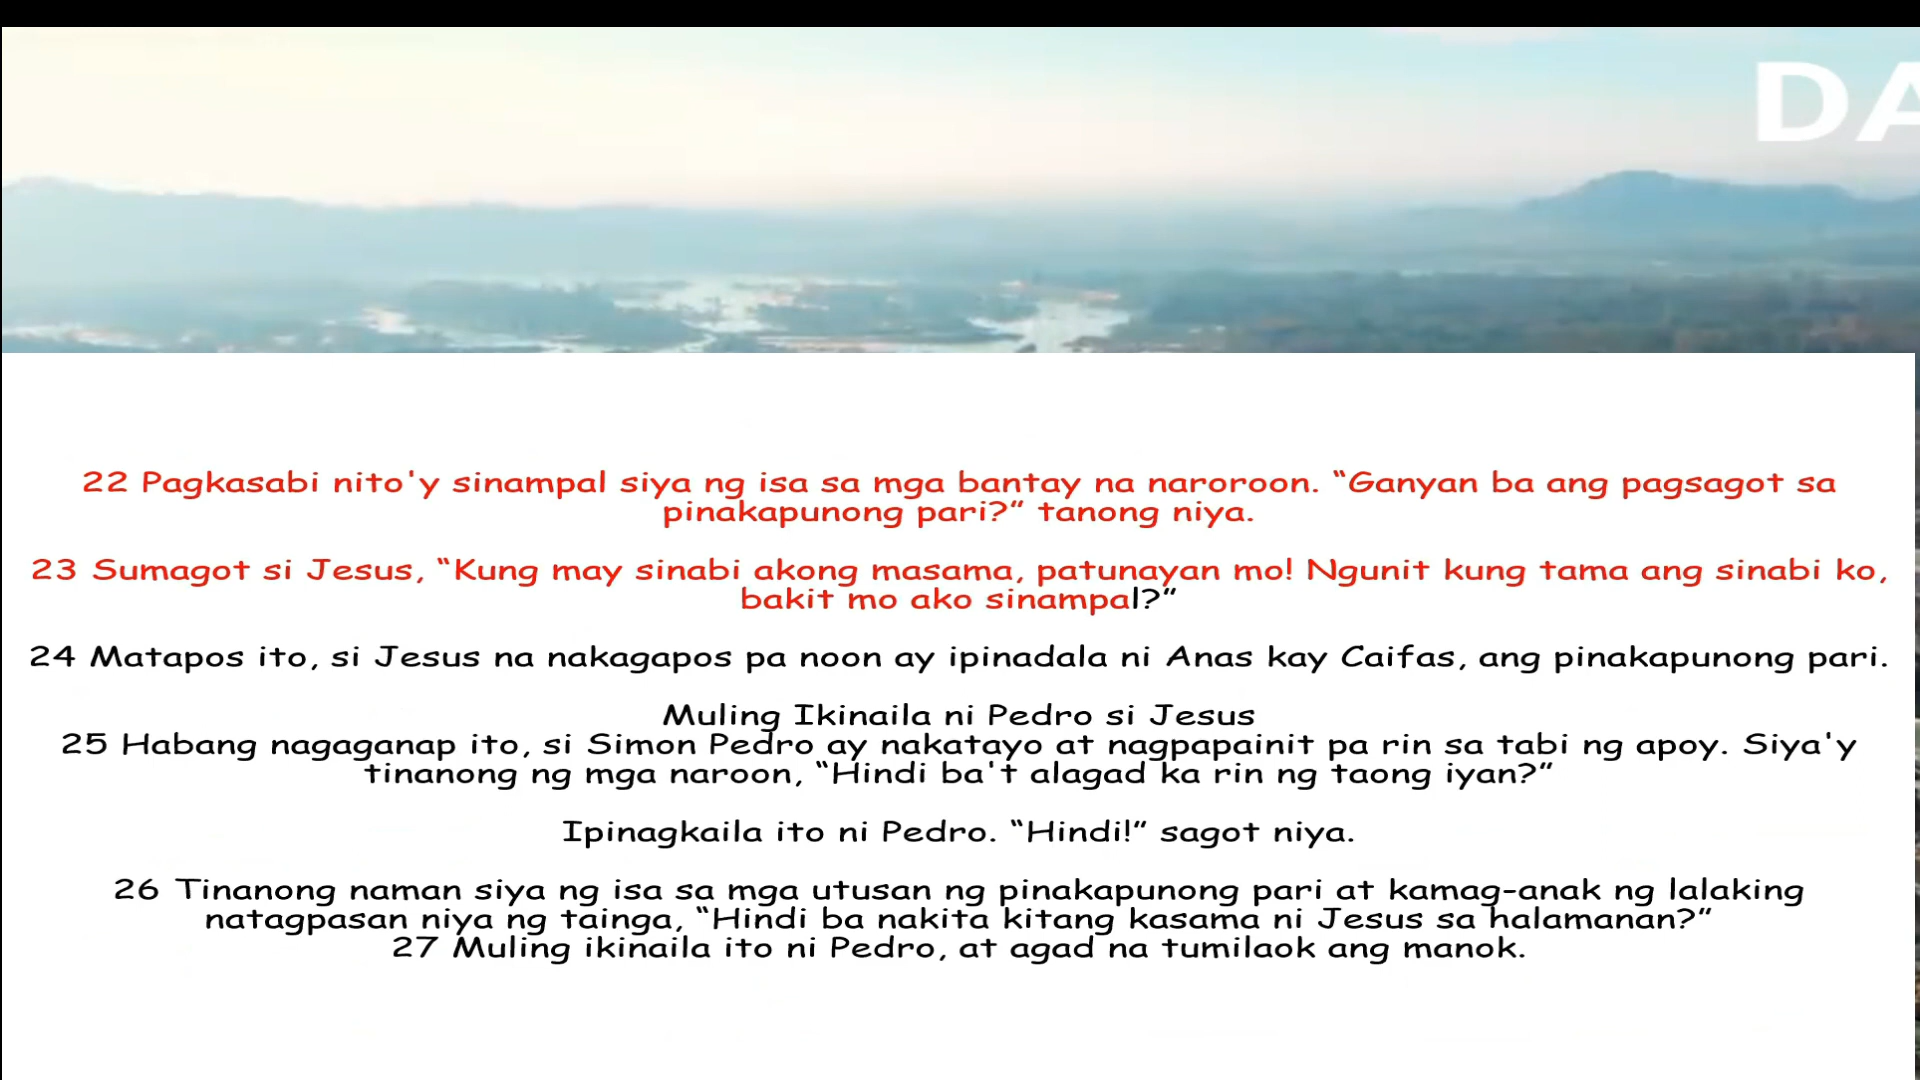 DA
22 Pagkasabi nito'y sinampal siya ng isa sa mga bantay na naroroon. “Ganyan ba ang pagsagot sa
pinakapunong pari?” tanong niya.
23 Sumagot si Jesus, “Kung may sinabi akong masama, patunayan mo! Ngunit kung tama ang sinabi ko,
bakit mo ako sinampal?”
24 Matapos ito, si Jesus na nakagapos pa noon ay ipinadala ni Anas kay Caifas, ang pinakapunong pari.
Muling Ikinaila ni Pedro si Jesus
25 Habang nagaganap ito, si Simon Pedro ay nakatayo at nagpapainit pa rin sa tabi ng apoy. Siya'y
tinanong ng mga naroon, “Hindi ba't alagad ka rin ng taong iyan?”
Ipinagkaila ito ni Pedro. “Hindi!” sagot niya.
26 Tinanong naman siya ng isa sa mga utusan ng pinakapunong pari at kamag-anak ng lalaking
natagpasan niya ng tainga, “Hindi ba nakita kitang kasama ni Jesus sa halamanan?”
27 Muling ikinaila ito ni Pedro, at agad na tumilaok ang manok.